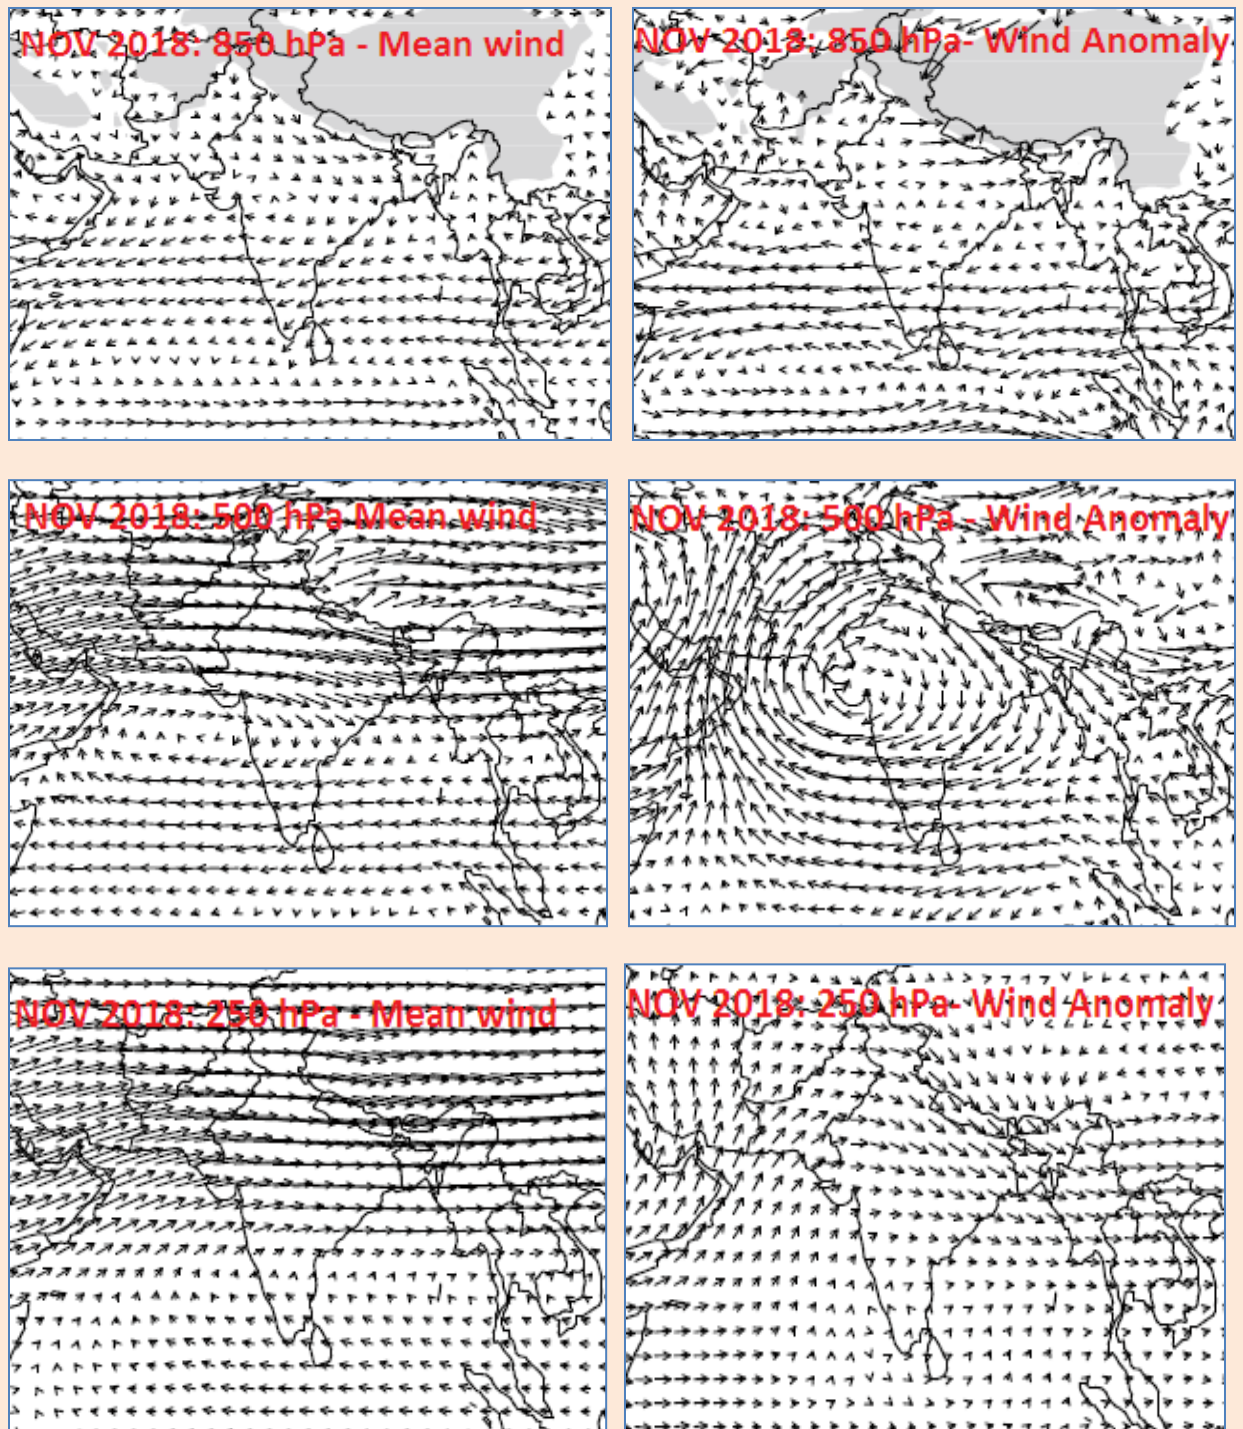 NOV 2018: 850 hPa - Mean wind
NOV 2018: 850 hPa- Wind Anomaly
NOV 2018: 500 hPa Mean wind
NOV 2018: 500 hPa - Wind Anomaly
NOV 2018: 250 hPa - Mean wind
NOV 2018: 250 hPa- Wind Anomaly